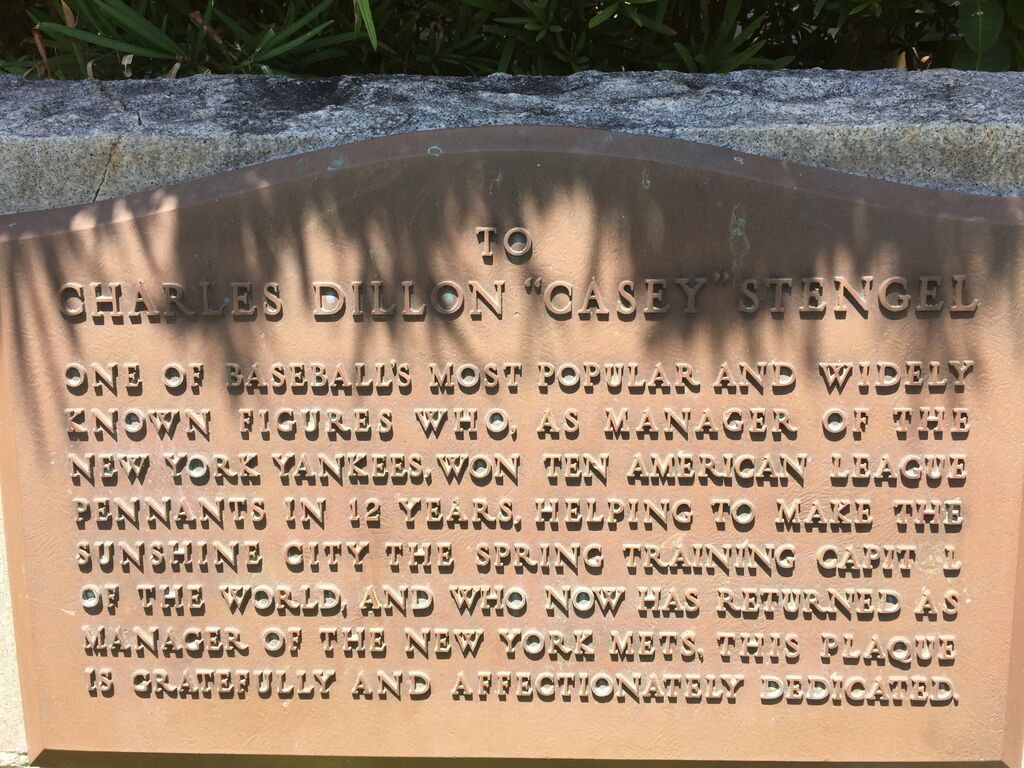 TO
CHARLES DILLON "CASEY" STENGEL
ONE OF BASEBALL'S MOST POPULAR AND WIDELY
KNOWN FIGURES WHO, AS MANAGER OF THE
NEW YORK YANKEES, WON TEN AMERICAN LEAGUE
PENNANTS IN 12 YEARS, HELPING TO MAKE THE
SUNSHINE CITY THE SPRING TRAINING CAPIT L
OF THE WORLD, AND WHO NOW HAS RETURNED AS
MANAGER OF THE NEW YORK METS, THIS PLAQUE
IS GRATEFULLY AND AFFECTIONATELY DEDICATED.